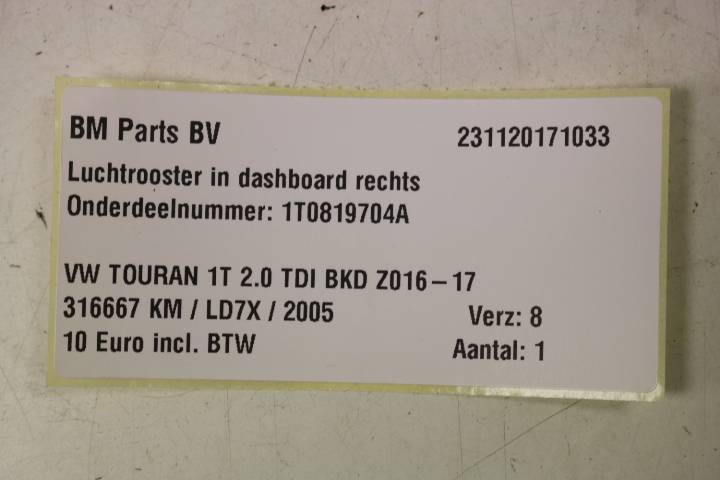 BM Parts BV 231120171033
Luchtrooster in dashboard rechts
Onderdeelnummer: 1T0819704A
VW TOURAN 1T 2.0 TDI BKD Z016-17
316667 KM / LD7X / 2005 Verz: 8
10 Euro incl. BTW Aantal: 1